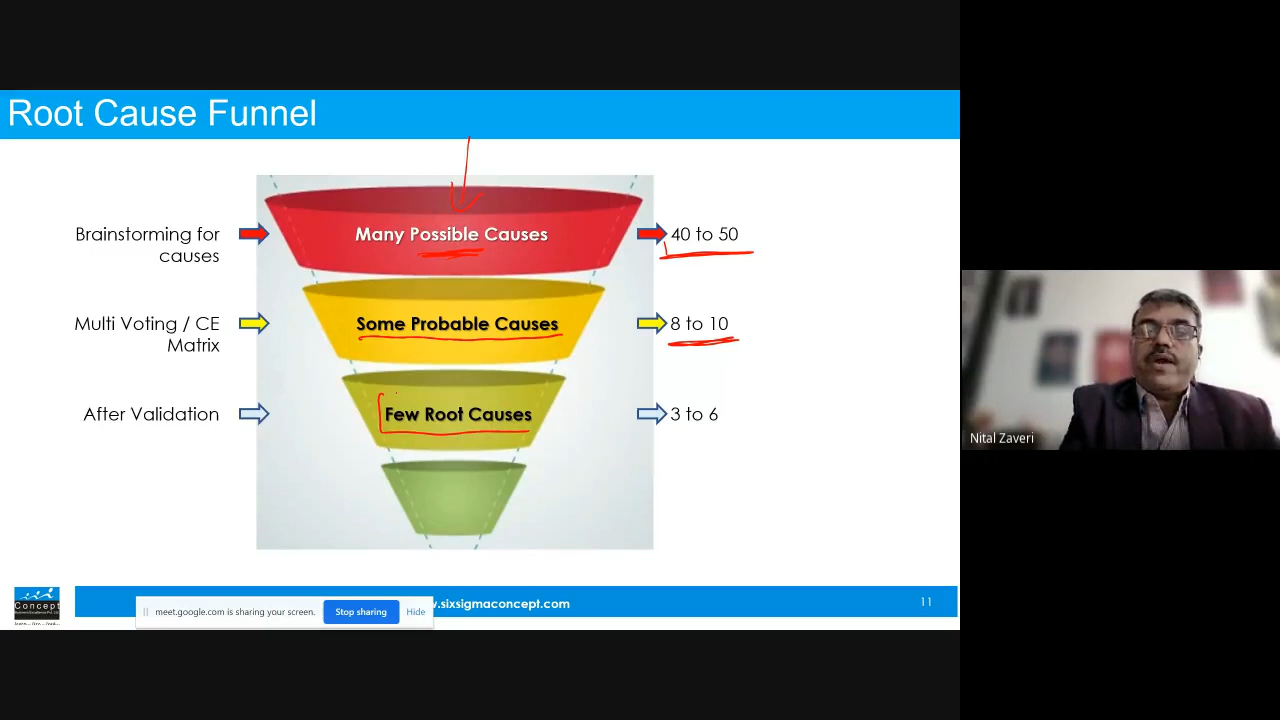 Root Cause Funnel
Brainstorming for
causes
Many Possible Causes
40 to 50
Multi Voting / CE
Matrix
Some Probable Causes
8 to 10
After Validation
Few Root Causes
3 to 6
Nital Zaveri
Concept
meet.google.com is sharing your screen.
Stop sharing
Hide
.sixsigmaconcept.com
11